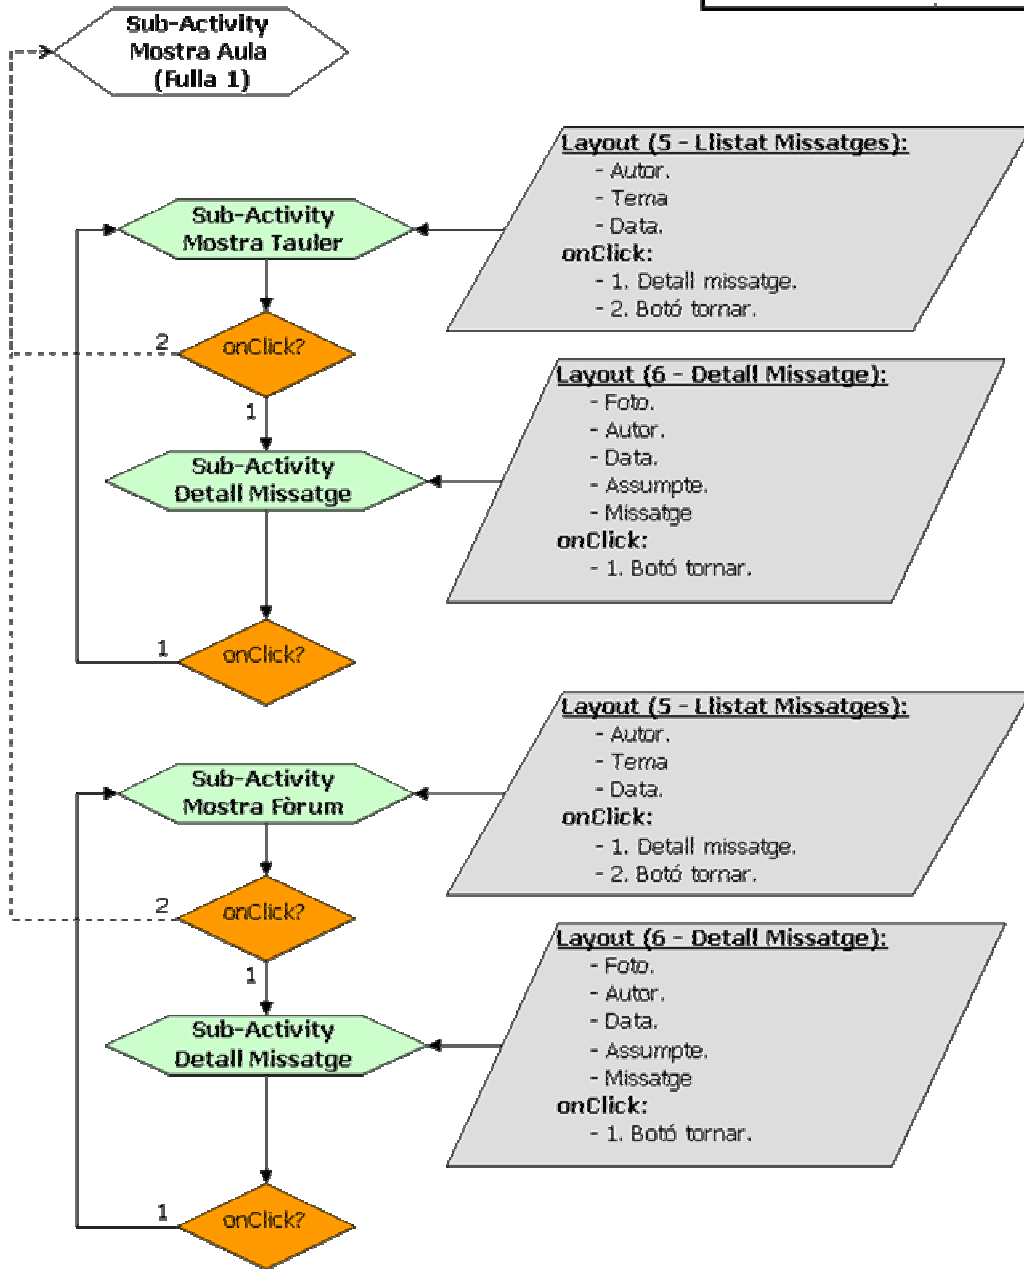 Sub-Activity
Mostra Aula
(Fulla 1)
Layout (5 - Llistat Missatges):
- Autor.
- Tema
- Data.
onClick:
- 1. Detall missatge.
- 2. Botó tornar.
Sub-Activity
Mostra Tauler
onClick?
2
1
Layout (6 - Detall Missatge):
- Foto.
- Autor.
- Data.
- Assumpte.
- Missatge
onClick:
- 1. Botó tornar.
Sub-Activity
Detall Missatge
onClick?
1
Layout (5 - Llistat Missatges):
- Autor.
- Tema
- Data.
onClick:
- 1. Detall missatge.
- 2. Botó tornar.
Sub-Activity
Mostra Fòrum
onClick?
2
1
Layout (6 - Detall Missatge):
- Foto.
- Autor.
- Data.
- Assumpte.
- Missatge
onClick:
- 1. Botó tornar.
Sub-Activity
Detall Missatge
onClick?
1